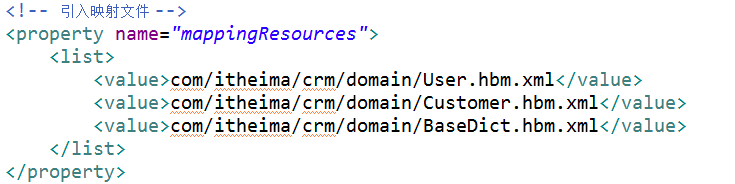 <!-- 引入映射文件 -->
<property name="mappingResources">
<list>
<value>com/itheima/crm/domain/User.hbm.xml</value>
<value>com/itheima/crm/domain/Customer.hbm.xml</value>
<value>com/itheima/crm/domain/BaseDict.hbm.xml</value>
</list>
</property>